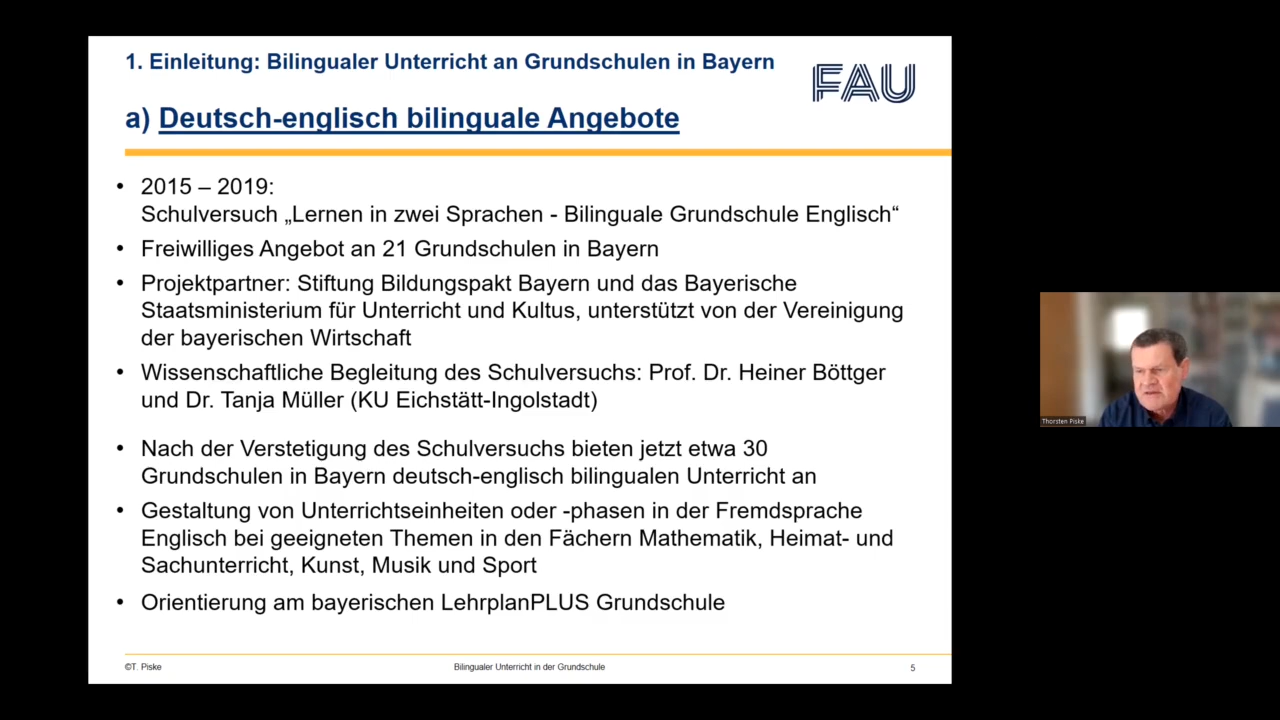 1. Einleitung: Bilingualer Unterricht an Grundschulen in Bayern
FAU
a) Deutsch-englisch bilinguale Angebote
• 2015 – 2019:
Schulversuch „Lernen in zwei Sprachen - Bilinguale Grundschule Englisch“
• Freiwilliges Angebot an 21 Grundschulen in Bayern
• Projektpartner: Stiftung Bildungspakt Bayern und das Bayerische
Staatsministerium für Unterricht und Kultus, unterstützt von der Vereinigung
der bayerischen Wirtschaft
• Wissenschaftliche Begleitung des Schulversuchs: Prof. Dr. Heiner Böttger
und Dr. Tanja Müller (KU Eichstätt-Ingolstadt)
• Nach der Verstetigung des Schulversuchs bieten jetzt etwa 30
Grundschulen in Bayern deutsch-englisch bilingualen Unterricht an
• Gestaltung von Unterrichtseinheiten oder -phasen in der Fremdsprache
Englisch bei geeigneten Themen in den Fächern Mathematik, Heimat- und
Sachunterricht, Kunst, Musik und Sport
• Orientierung am bayerischen LehrplanPLUS Grundschule
©T. Piske
Bilingualer Unterricht in der Grundschule
5
Thorsten Piske